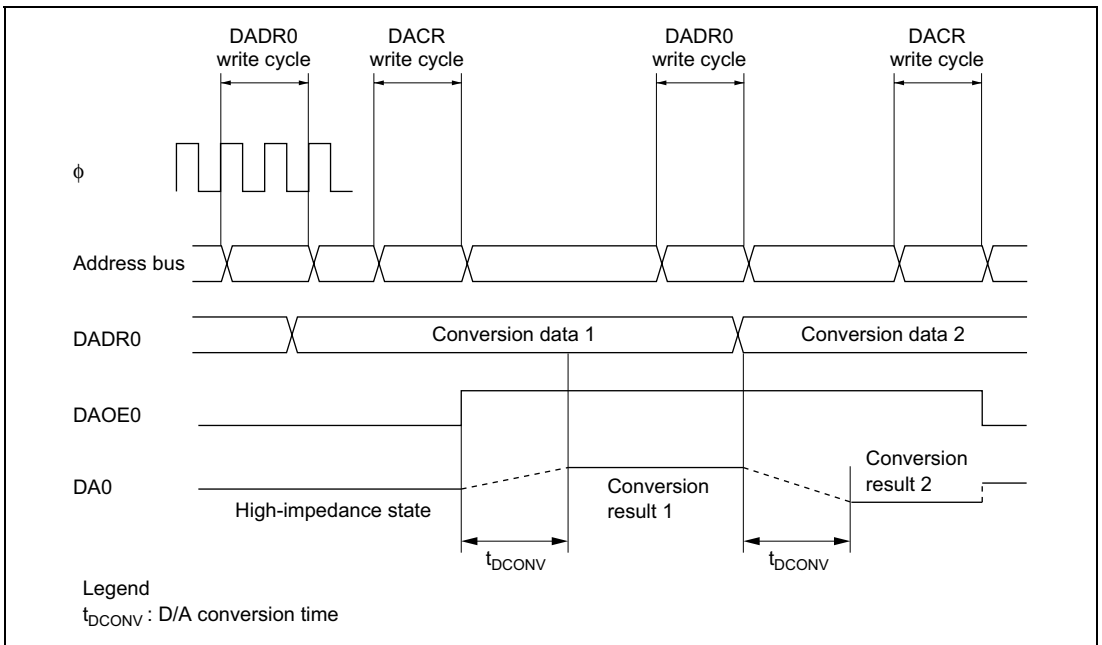 DADR0
write cycle
DACR
write cycle
DADR0
write cycle
DACR
write cycle
ϕ
Address bus
DADR0
Conversion data 1
Conversion data 2
DAOE0
DA0
High-impedance state
Conversion
result 1
Conversion
result 2
tDCONV
tDCONV
Legend
tDCONV : D/A conversion time